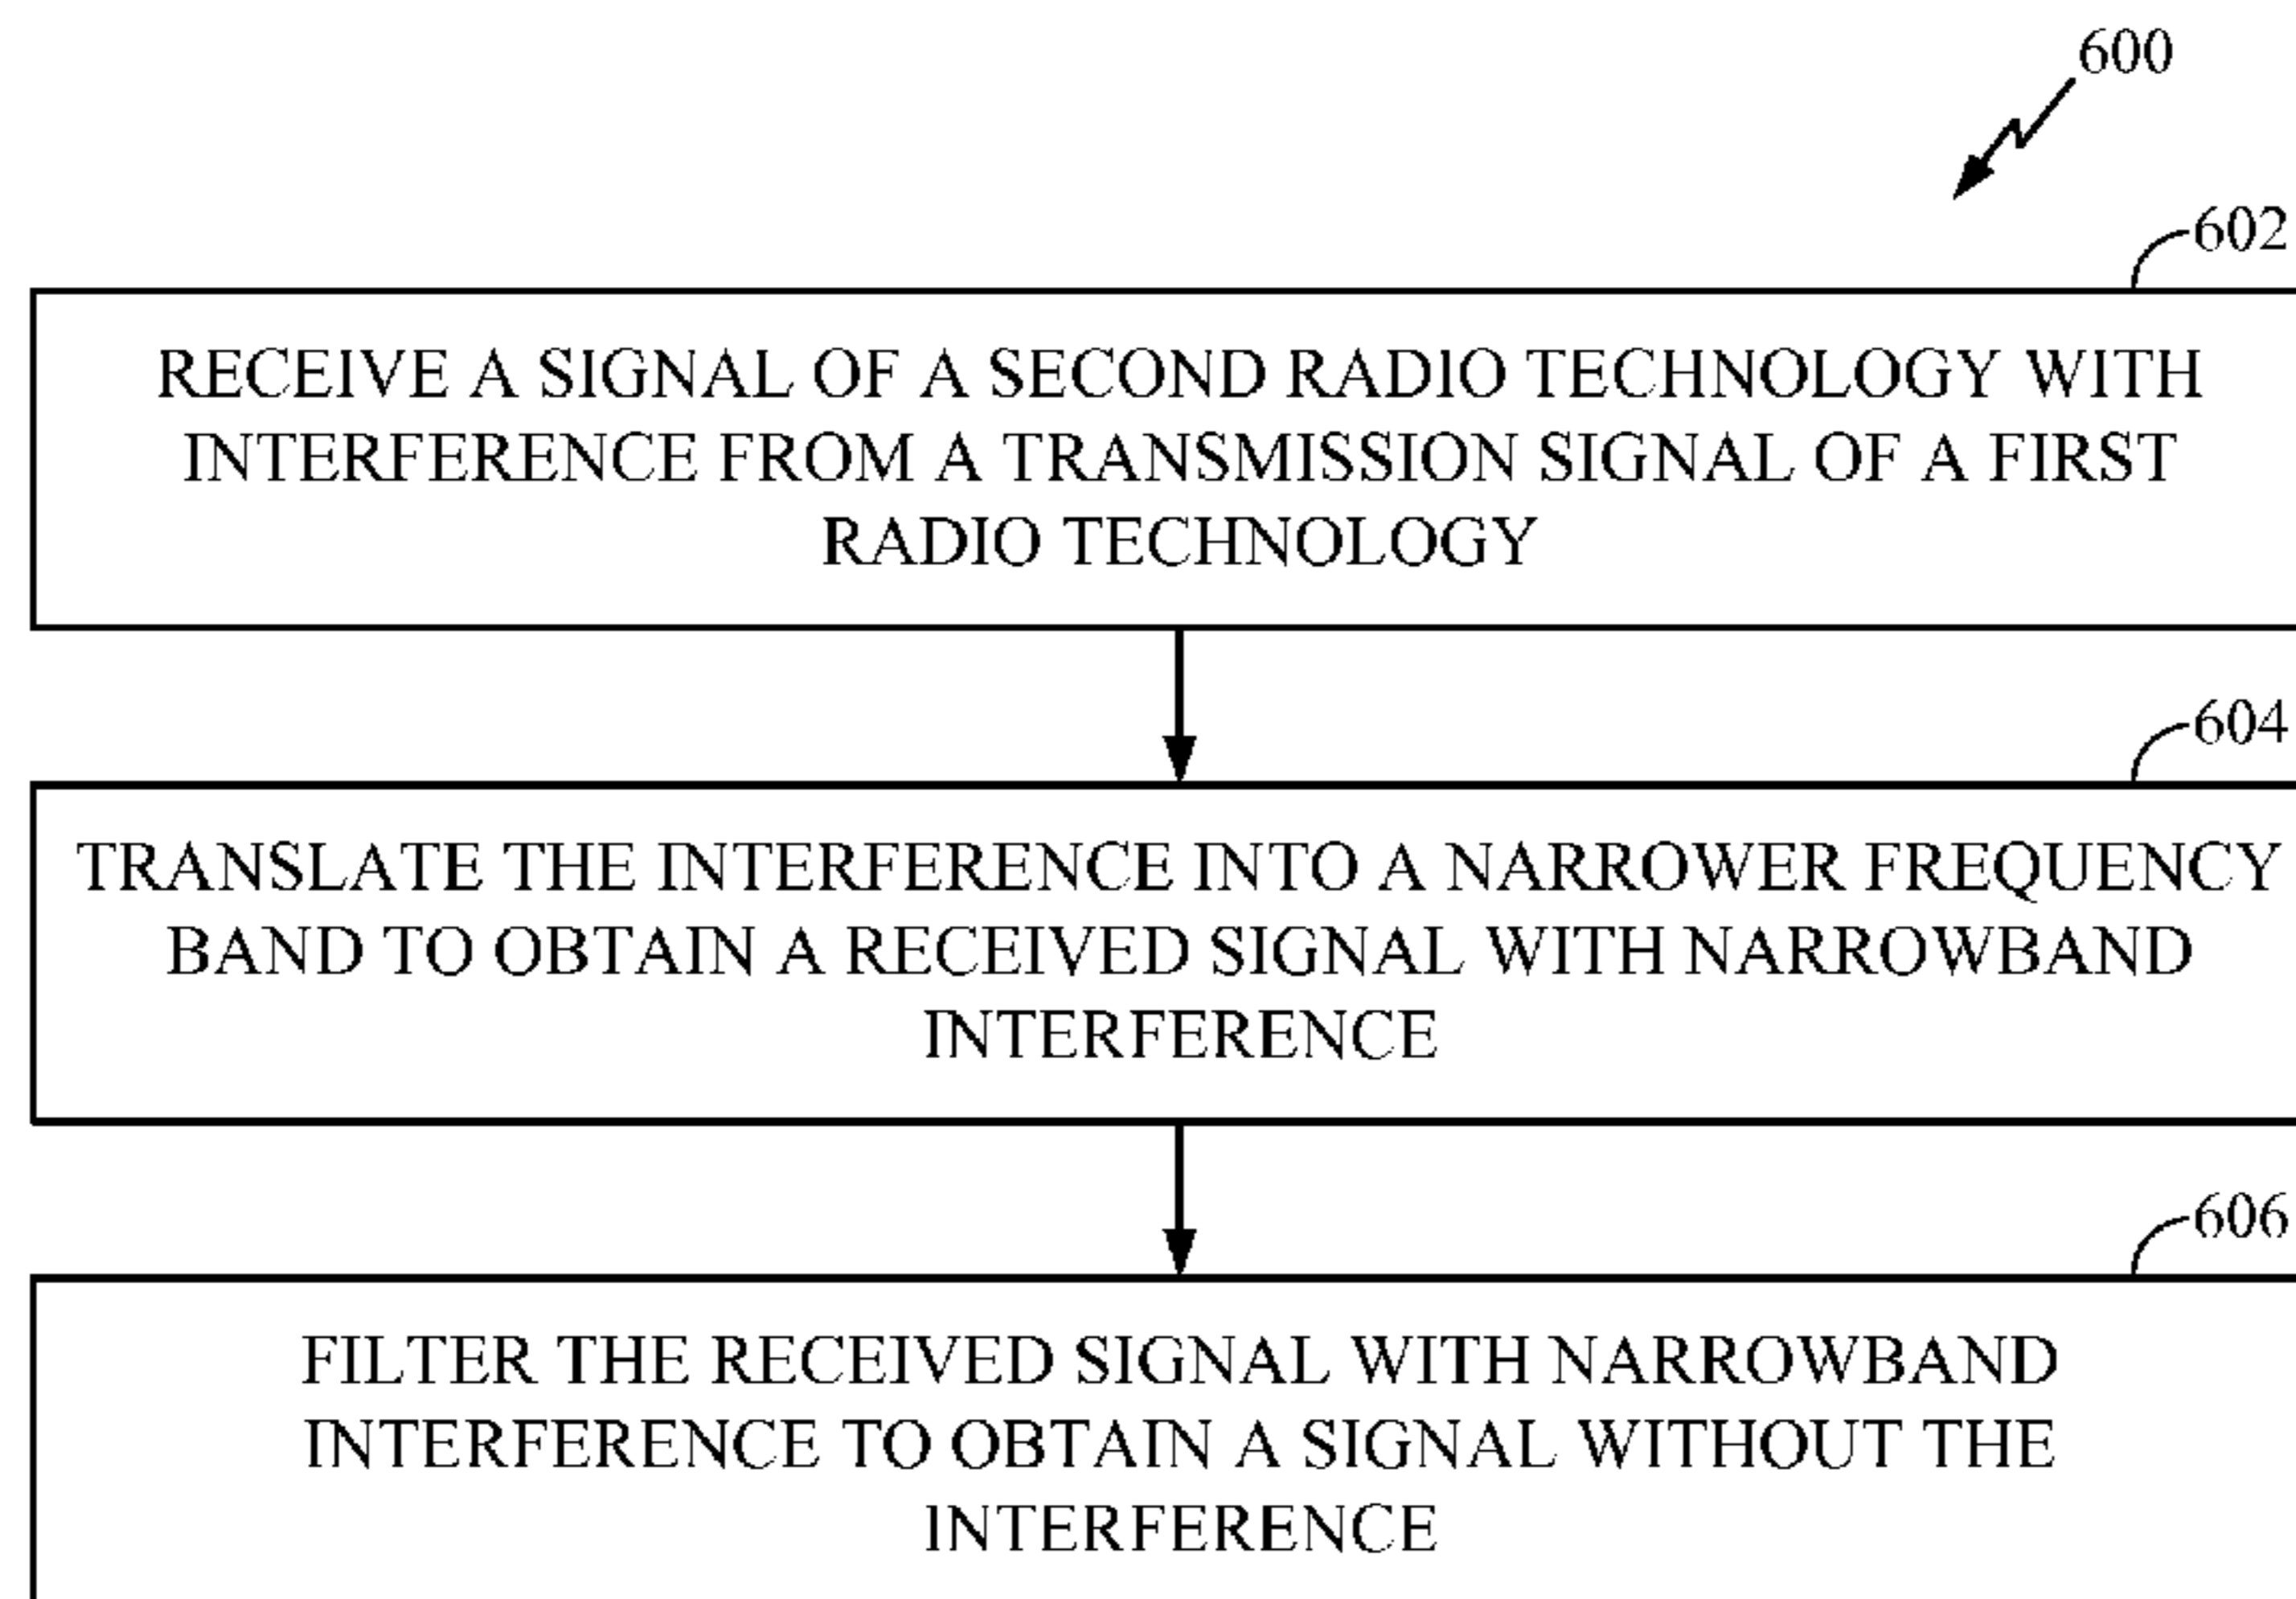 600
602
RECEIVE A SIGNAL OF A SECOND RADIO TECHNOLOGY WITH
INTERFERENCE FROM A TRANSMISSION SIGNAL OF A FIRST
RADIO TECHNOLOGY
604
TRANSLATE THE INTERFERENCE INTO A NARROWER FREQUENCY
BAND TO OBTAIN A RECEIVED SIGNAL WITH NARROWBAND
INTERFERENCE
606
FILTER THE RECEIVED SIGNAL WITH NARROWBAND
INTERFERENCE TO OBTAIN A SIGNAL WITHOUT THE
INTERFERENCE